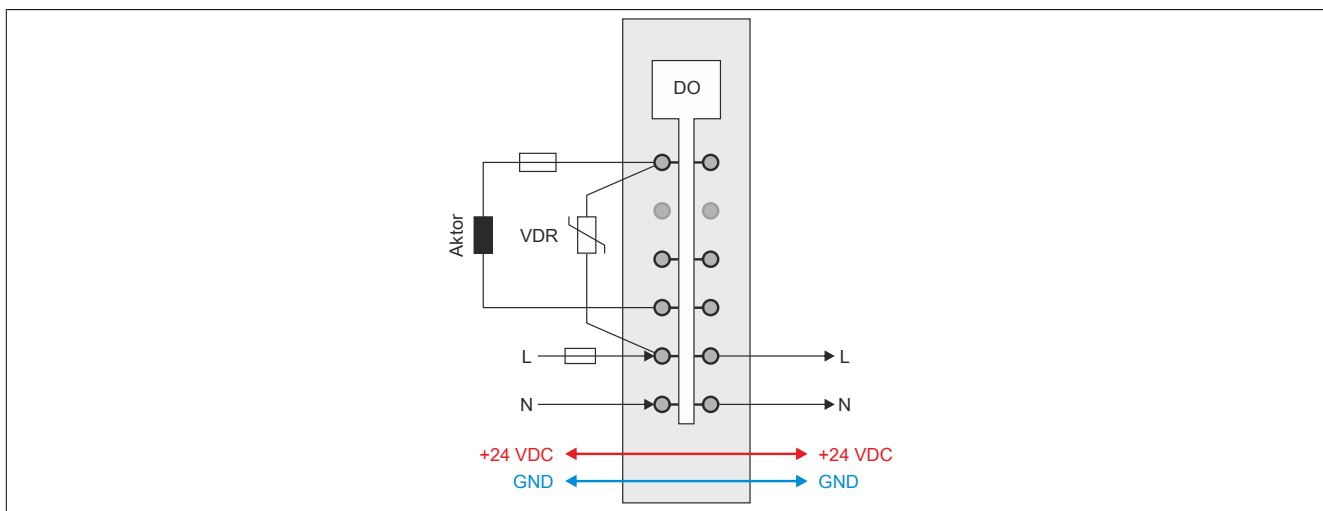 DO
Aktor
VDR
L
L
N
N
+24 VDC
+24 VDC
GND
GND